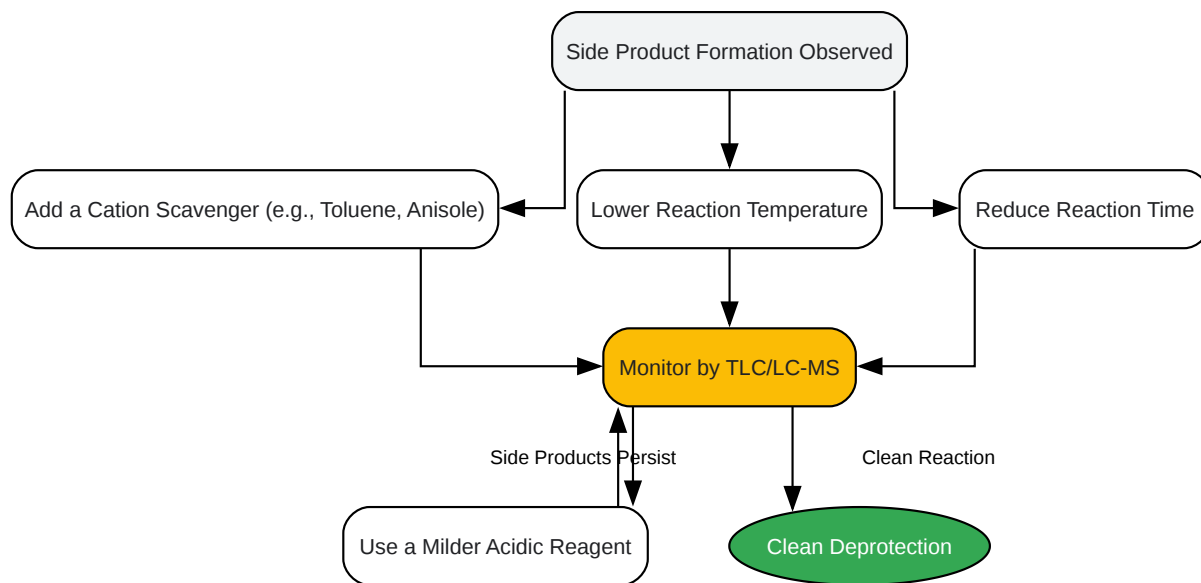 Side Product Formation Observed
Add a Cation Scavenger (e.g., Toluene, Anisole)
Lower Reaction Temperature
Reduce Reaction Time
Monitor by TLC/LC-MS
Side Products Persist
Clean Reaction
Use a Milder Acidic Reagent
Clean Deprotection